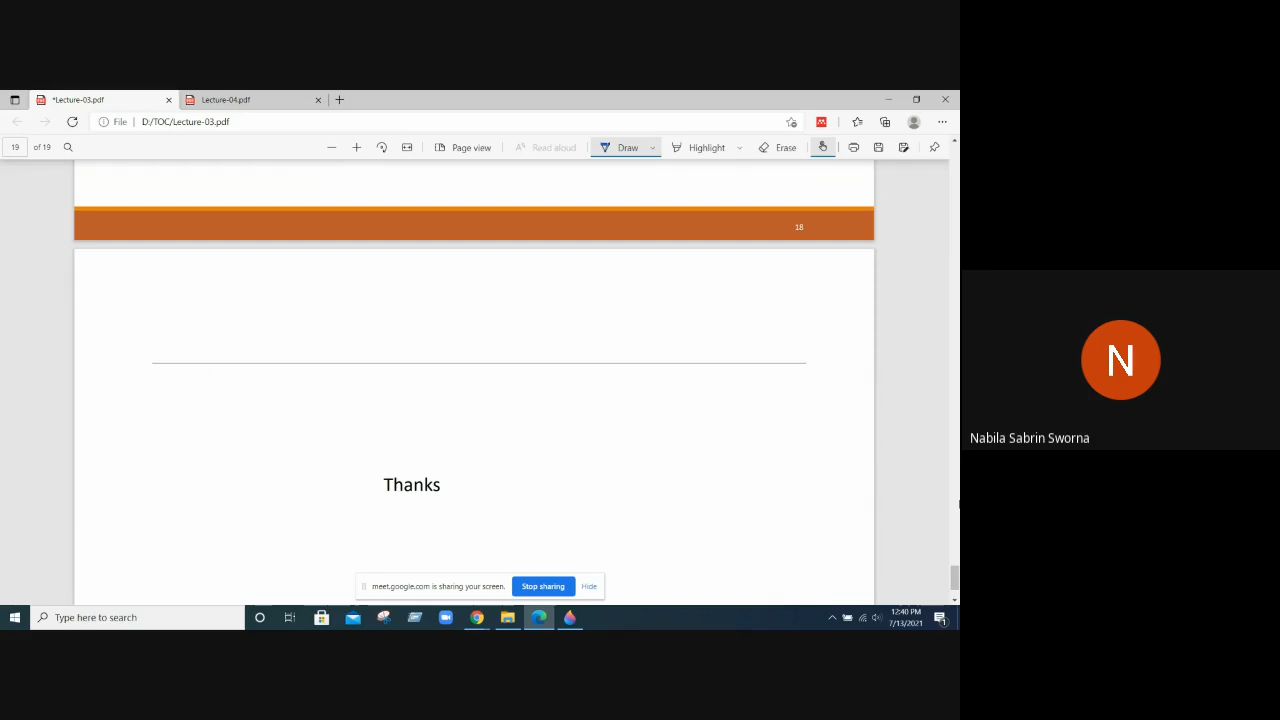 *Lecture-03.pdf
Lecture-04.pdf
File
D:/TOC/Lecture-03.pdf
19 of 19
Page view
Read aloud
Draw
Highlight
Erase
18
Thanks
meet.google.com is sharing your screen.
Stop sharing
Hide
Type here to search
12:40 PM
7/13/2021
1
N
Nabila Sabrin Sworna